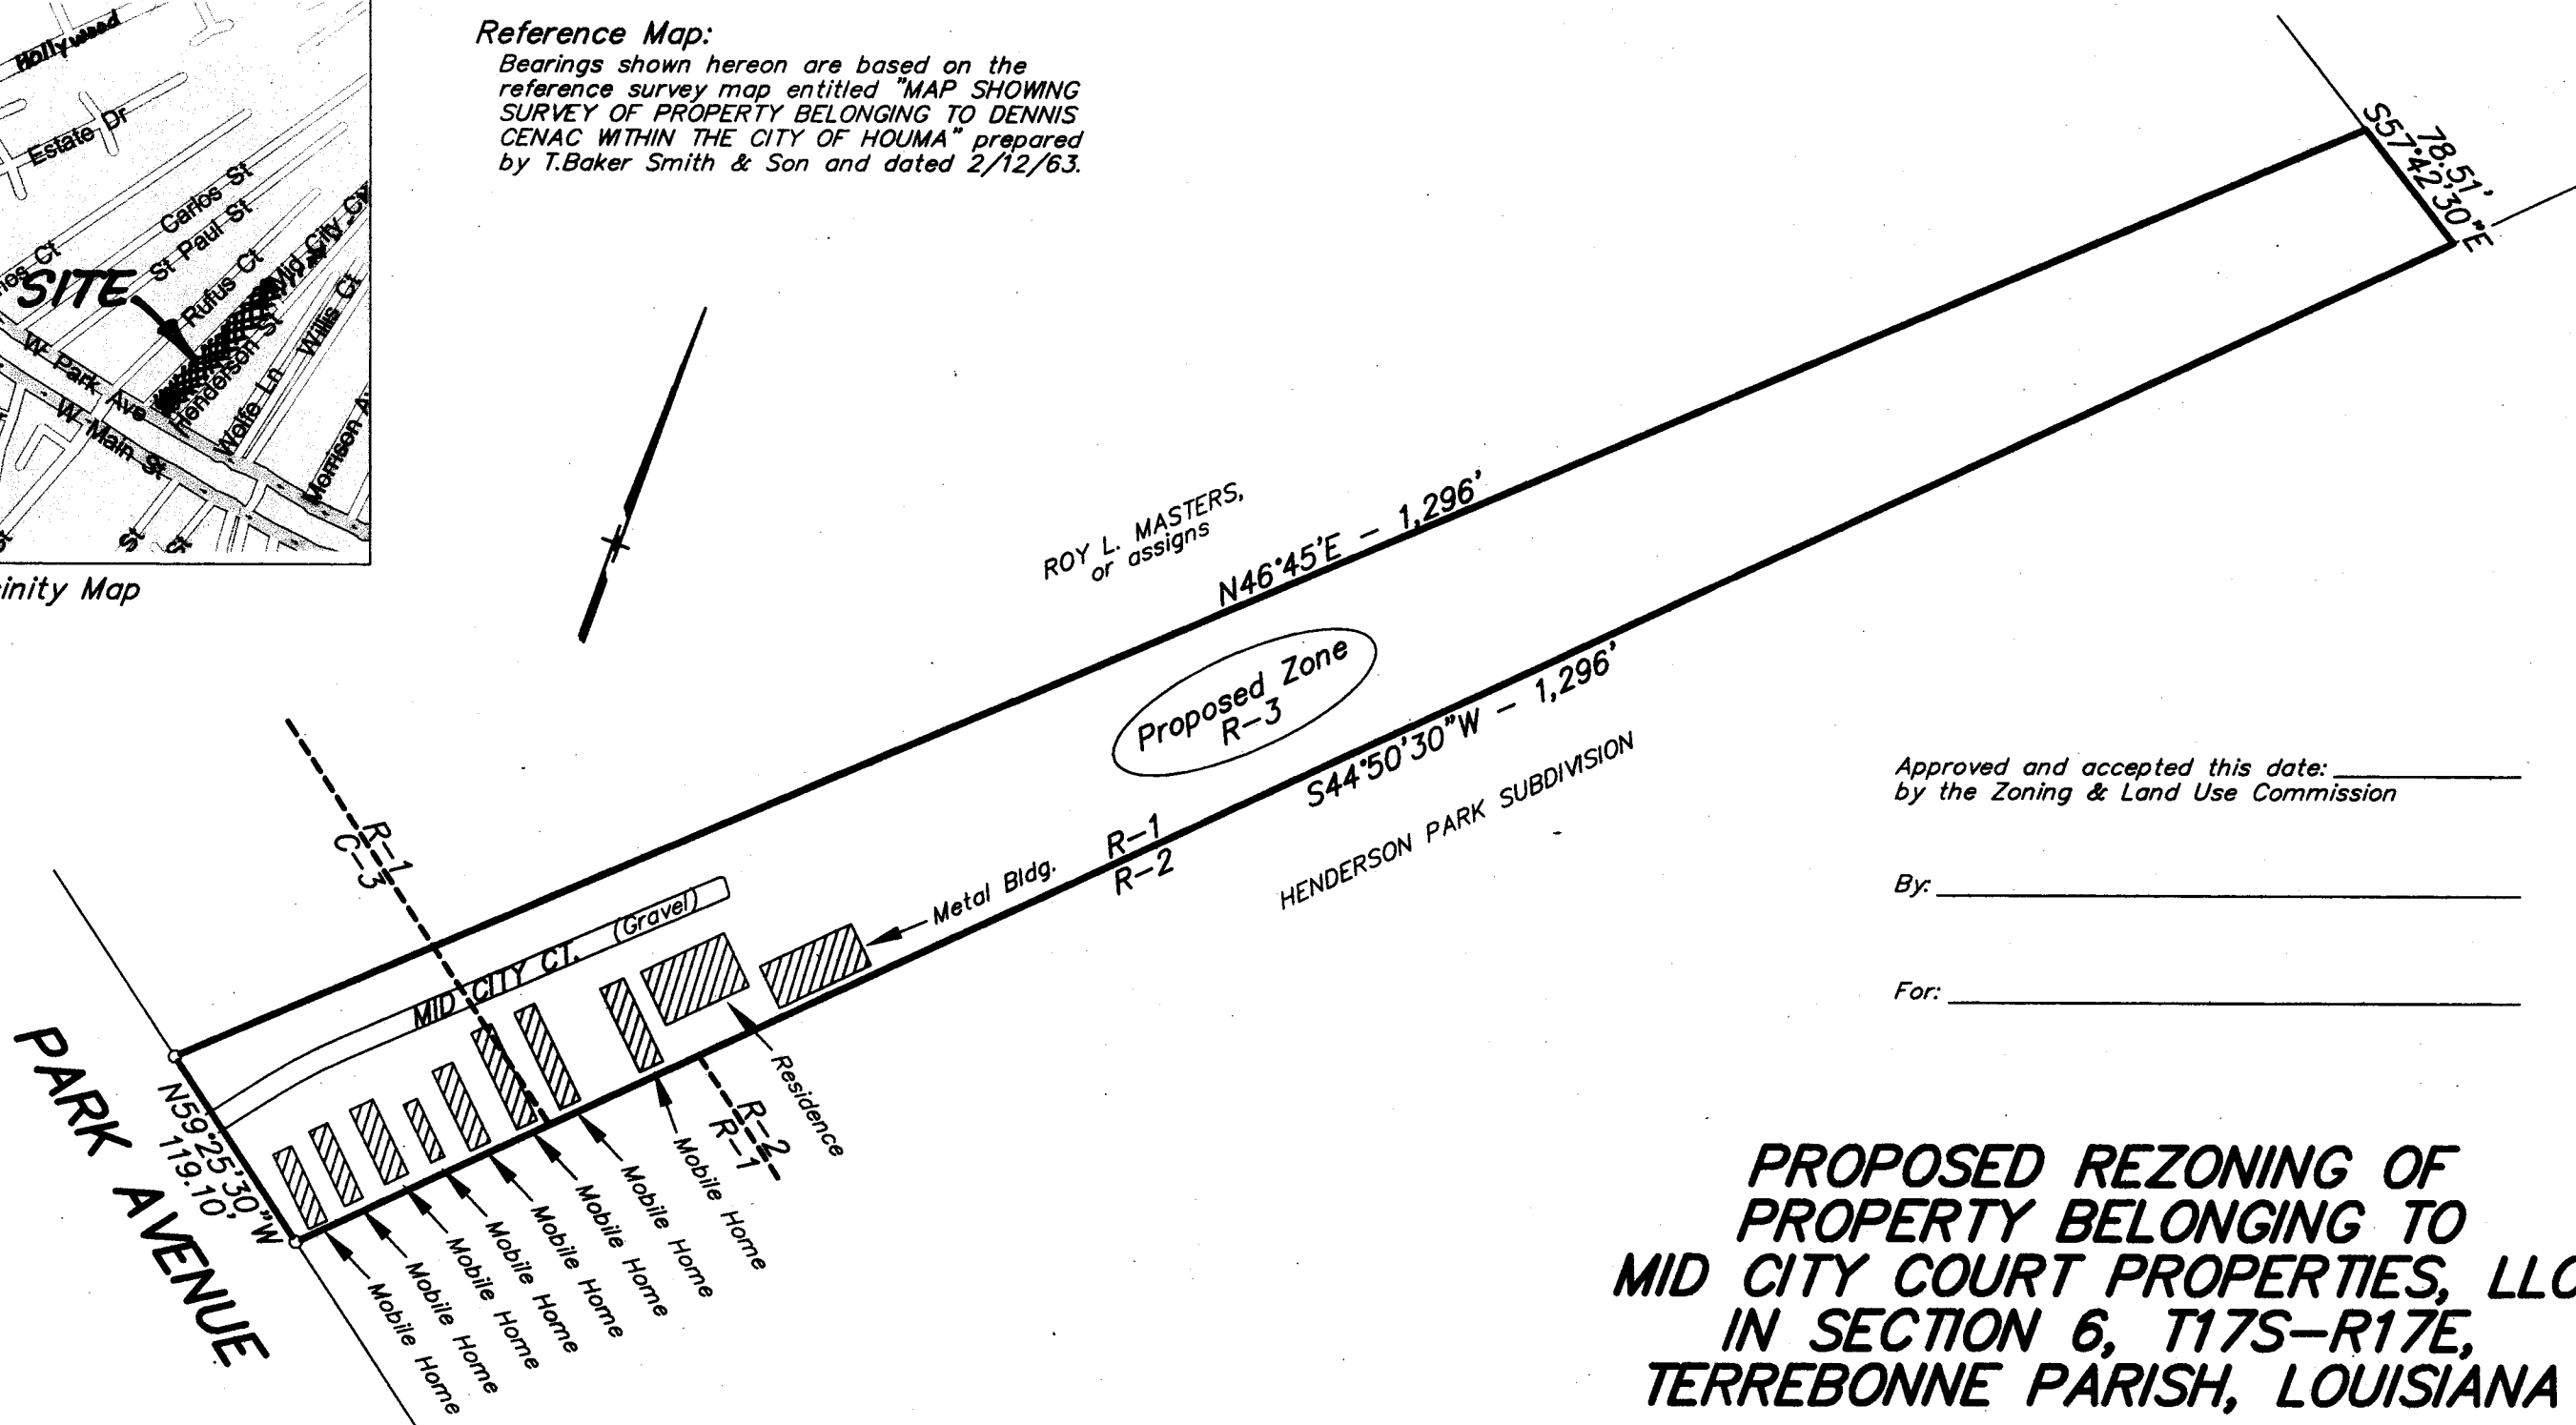 Hollywood
Estate Dr
Carlos St
St Paul St
Rufus Ct
Mid City
Ct
SITE
Henderson St
Willis Ct
Wolfe Ln
W Park Ave
W Main St
Morrison
St
St
St
Reference Map:
Bearings shown hereon are based on the
reference survey map entitled "MAP SHOWING
SURVEY OF PROPERTY BELONGING TO DENNIS
CENAC WITHIN THE CITY OF HOUMA" prepared
by T.Baker Smith & Son and dated 2/12/63.
78.51'
S57°42'30"E
ROY L. MASTERS,
or assigns
N46°45'E – 1,296'
Proposed Zone
R-3
S44°50'30"W – 1,296'
HENDERSON PARK SUBDIVISION
R-1
R-2
R-1
C-3
MID CITY CT. (Gravel)
Metal Bldg.
Residence
R-2
R-1
PARK AVENUE
N59°25'30"W
119.10'
Mobile Home
Mobile Home
Mobile Home
Mobile Home
Mobile Home
Mobile Home
Mobile Home
Mobile Home
Approved and accepted this date:
by the Zoning & Land Use Commission
By:
For:
PROPOSED REZONING OF
PROPERTY BELONGING TO
MID CITY COURT PROPERTIES, LLC
IN SECTION 6, T17S-R17E,
TERREBONNE PARISH, LOUISIANA